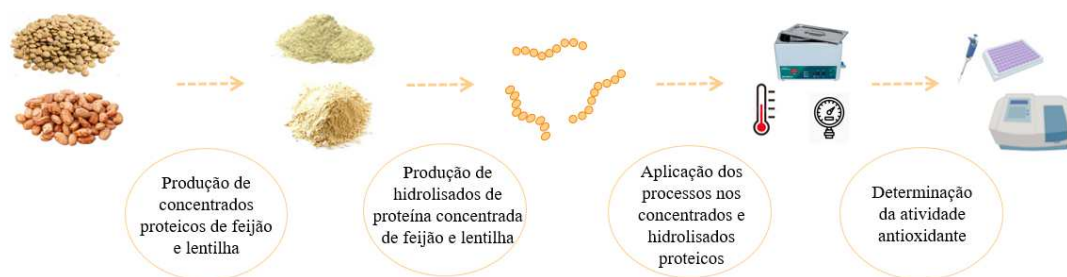 Produção de
concentrados
proteicos de feijão
e lentilha
Produção de
hidrolisados de
proteína concentrada
de feijão e lentilha
Aplicação dos
processos nos
concentrados e
hidrolisados
proteicos
Determinação
da atividade
antioxidante